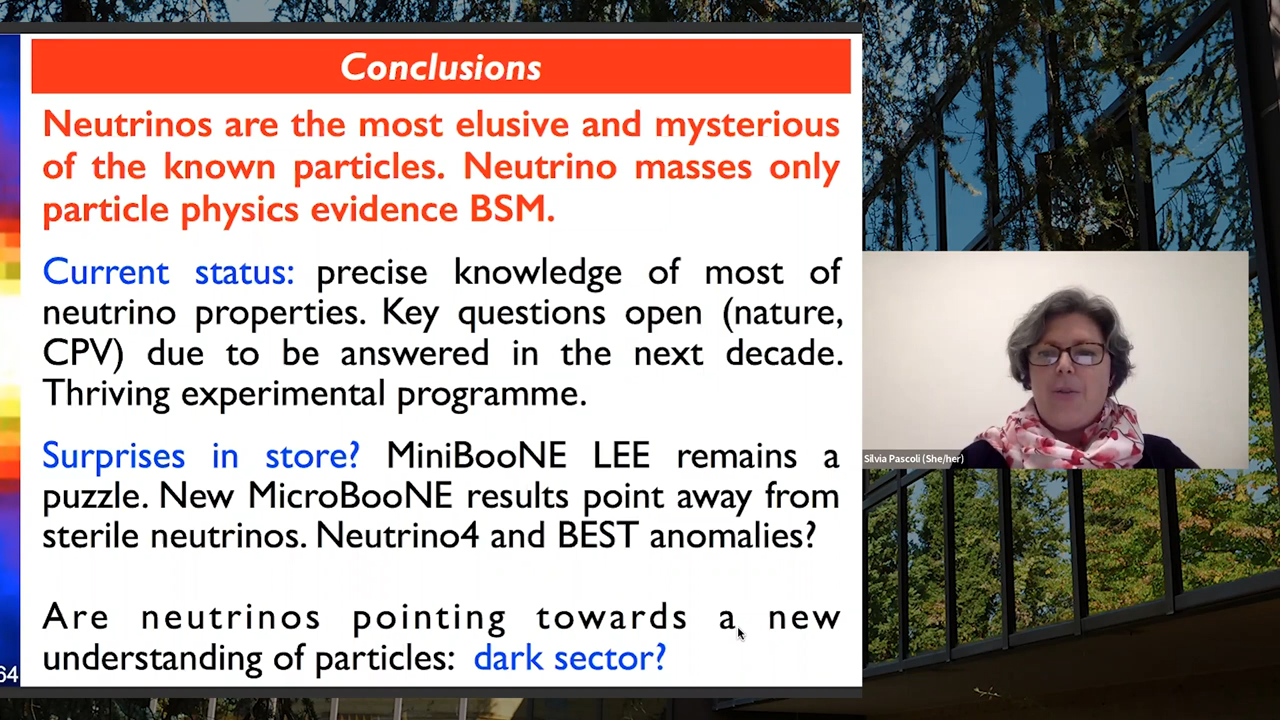 Conclusions
Neutrinos are the most elusive and mysterious
of the known particles. Neutrino masses only
particle physics evidence BSM.
Current status: precise knowledge of most of
neutrino properties. Key questions open (nature,
CPV) due to be answered in the next decade.
Thriving experimental programme.
Surprises in store? MiniBooNE LEE remains a
puzzle. New MicroBooNE results point away from
sterile neutrinos. Neutrino4 and BEST anomalies?
Are neutrinos pointing towards a new
understanding of particles: dark sector?
64
Silvia Pascoli (She/her)